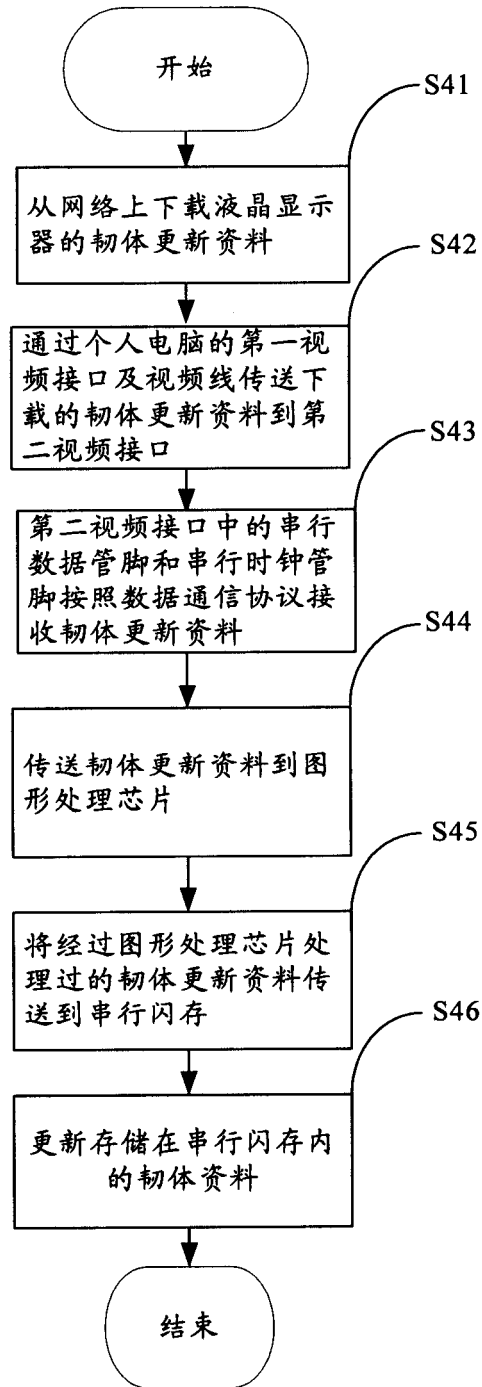 开始
S41
从网络上下载液晶显示
器的韧体更新资料
S42
通过个人电脑的第一视
频接口及视频线传送下
载的韧体更新资料到第
二视频接口
S43
第二视频接口中的串行
数据管脚和串行时钟管
脚按照数据通信协议接
收韧体更新资料
S44
传送韧体更新资料到图
形处理芯片
S45
将经过图形处理芯片处
理过的韧体更新资料传
送到串行闪存
S46
更新存储在串行闪存内
的韧体资料
结束